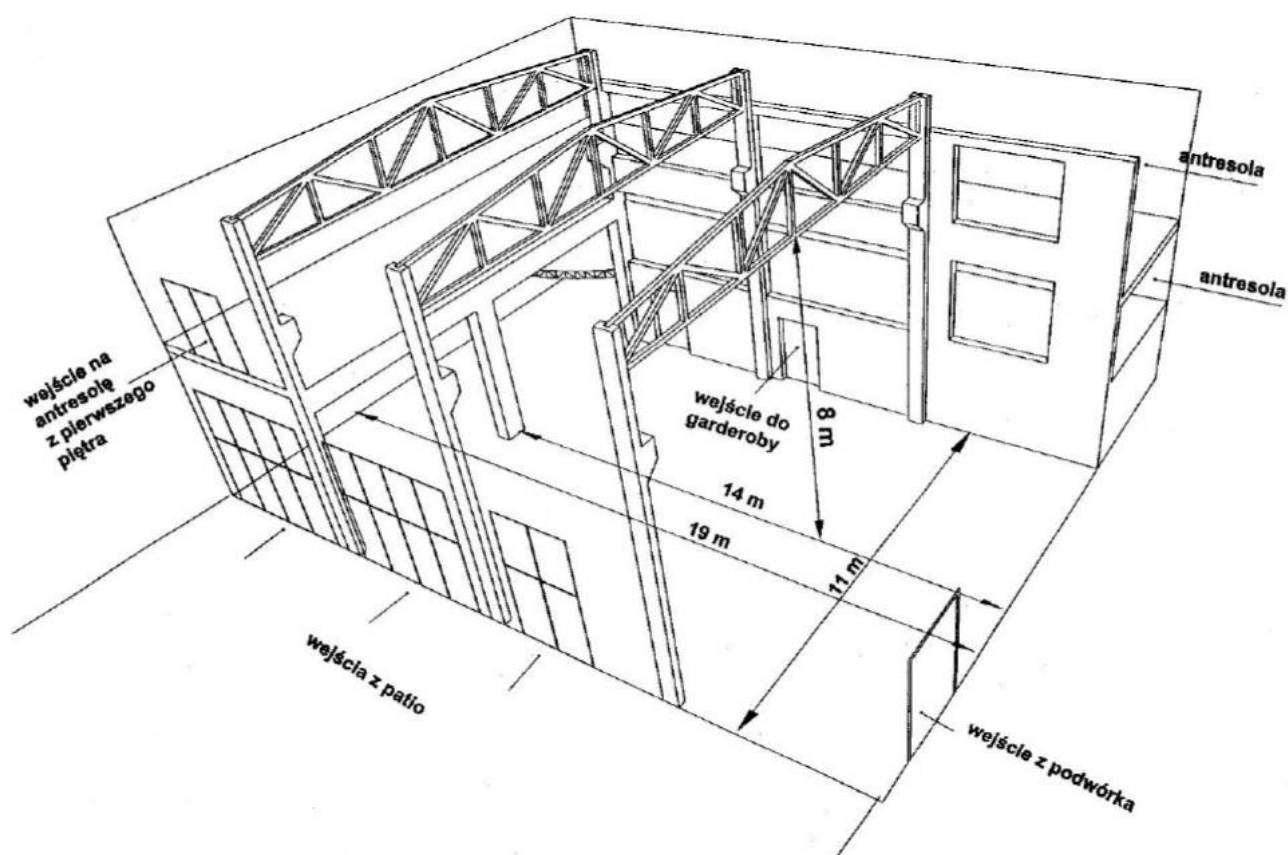 antresola
antresola
wejście na
antresolę
z pierwszego
piętra
wejście do
garderoby
8 m
14 m
19 m
11 m
wejścia z patio
wejście z podwórka